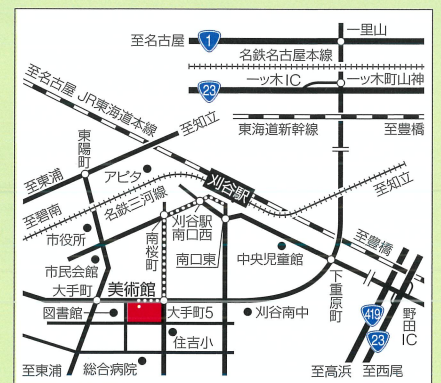 至名古屋
1
一里山
名鉄名古屋本線
23
一ッ木IC
一ッ木町山神
至名古屋
JR東海道本線
東海道新幹線
至豊橋
至知立
東陽町
至東浦
アピタ
刈谷駅
至知立
至碧南
名鉄三河線
刈谷駅
南口西
市役所
南桜町
南口東
中央児童館
至豊橋
市民会館
大手町
美術館
下重原町
図書館
大手町5
刈谷南中
419
23
野田
IC
住吉小
至東浦
総合病院
至高浜
至西尾